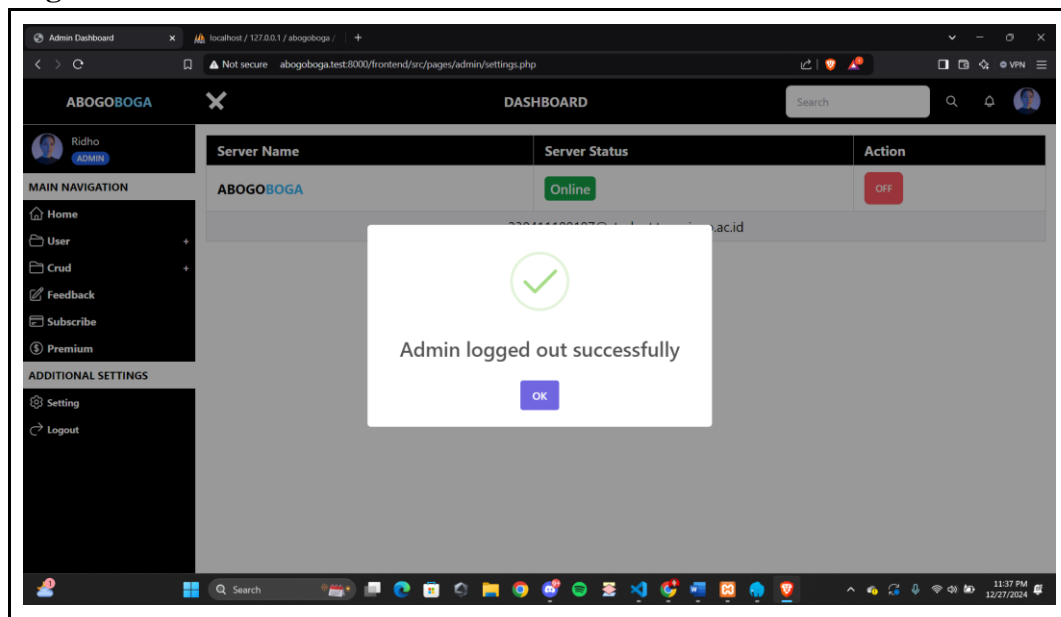 Admin Dashboard
localhost / 127.0.0.1 / abogoboga /
Not secure abogoboga.test:8000/frontend/src/pages/admin/settings.php
VPN
ABOGOBOGA
DASHBOARD
Search
Ridho
ADMIN
MAIN NAVIGATION
Home
User +
Crud +
Feedback
Subscribe
Premium
ADDITIONAL SETTINGS
Setting
Logout
Server Name Server Status Action
ABOGOBOGA Online OFF
.ac.id
Admin logged out successfully
OK
Search
11:37 PM
12/27/2024